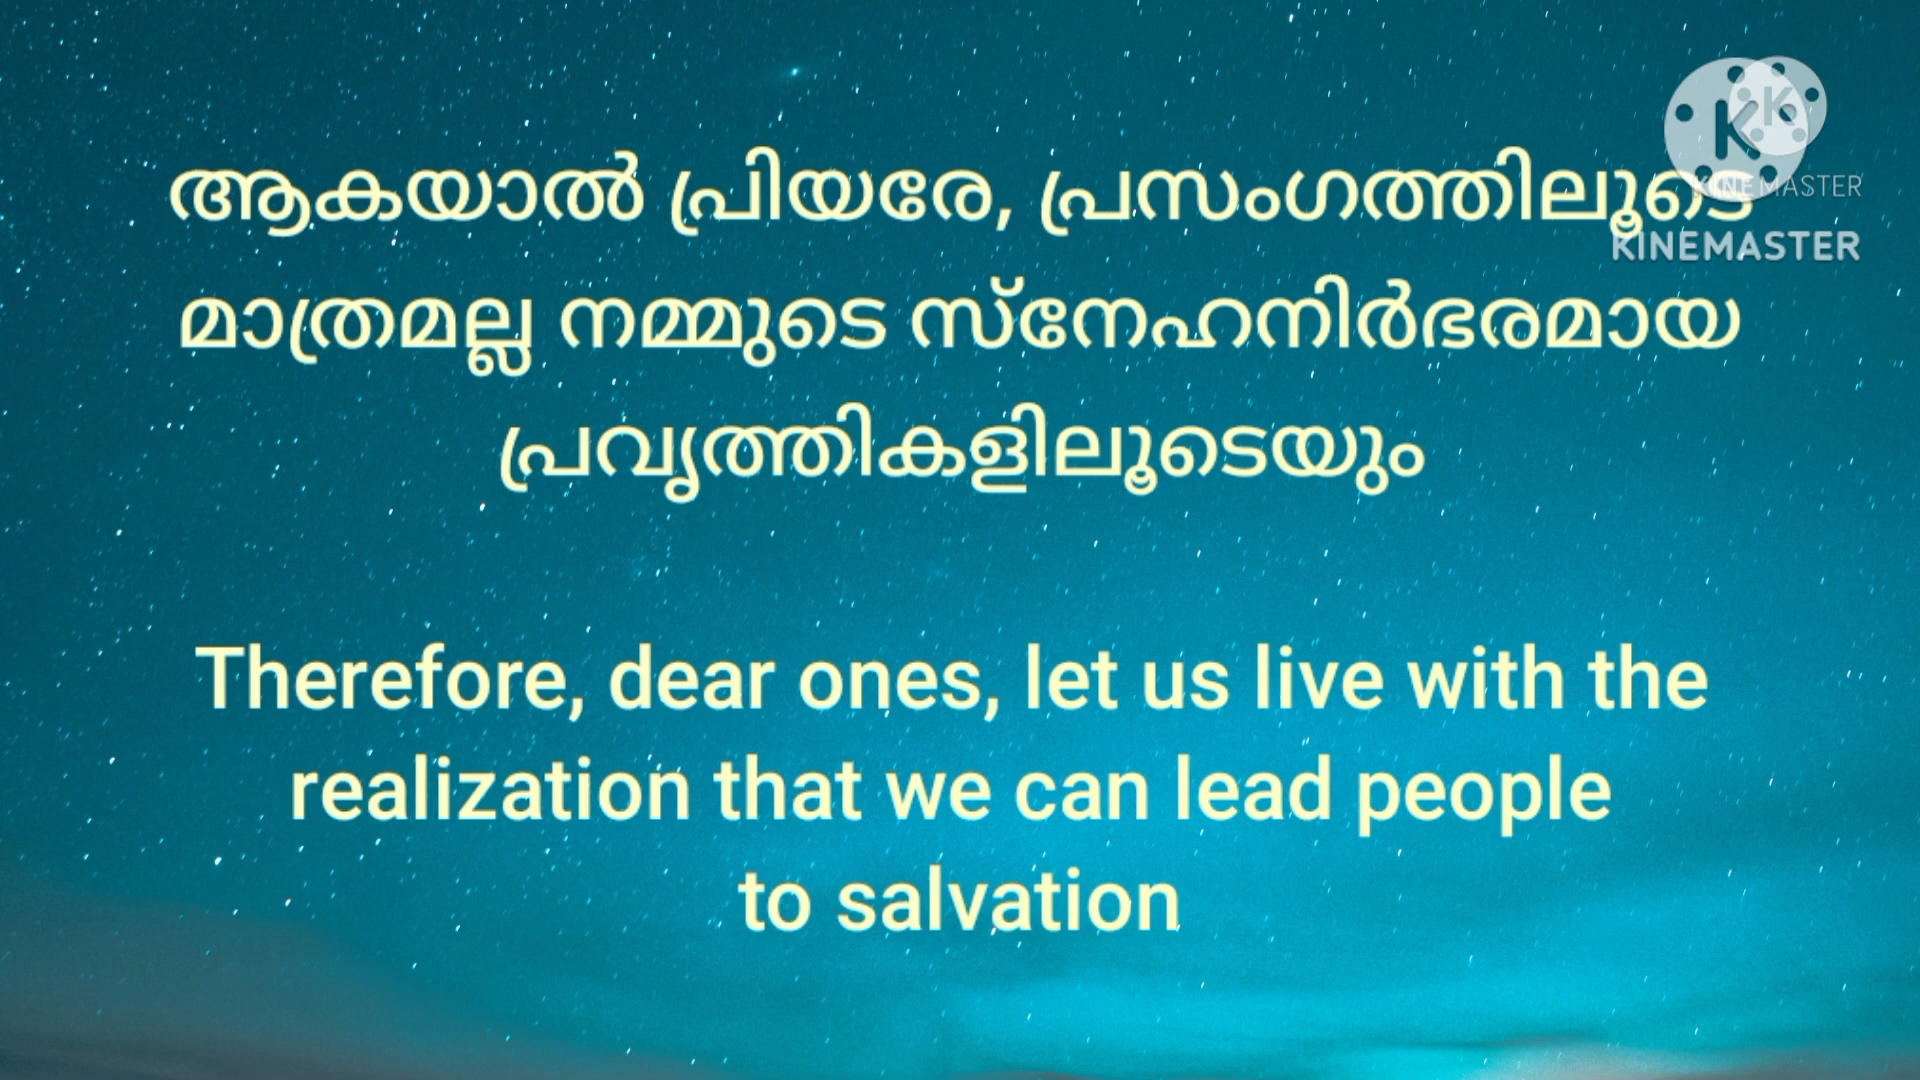 ആകയാൽ പ്രിയരേ, പ്രസംഗത്തിലൂടെ
മാത്രമല്ല നമ്മുടെ സ്നേഹനിർഭരമായ
പ്രവൃത്തികളിലൂടെയും
Therefore, dear ones, let us live with the
realization that we can lead people
to salvation
K
K
KINEMASTER
KINEMASTER